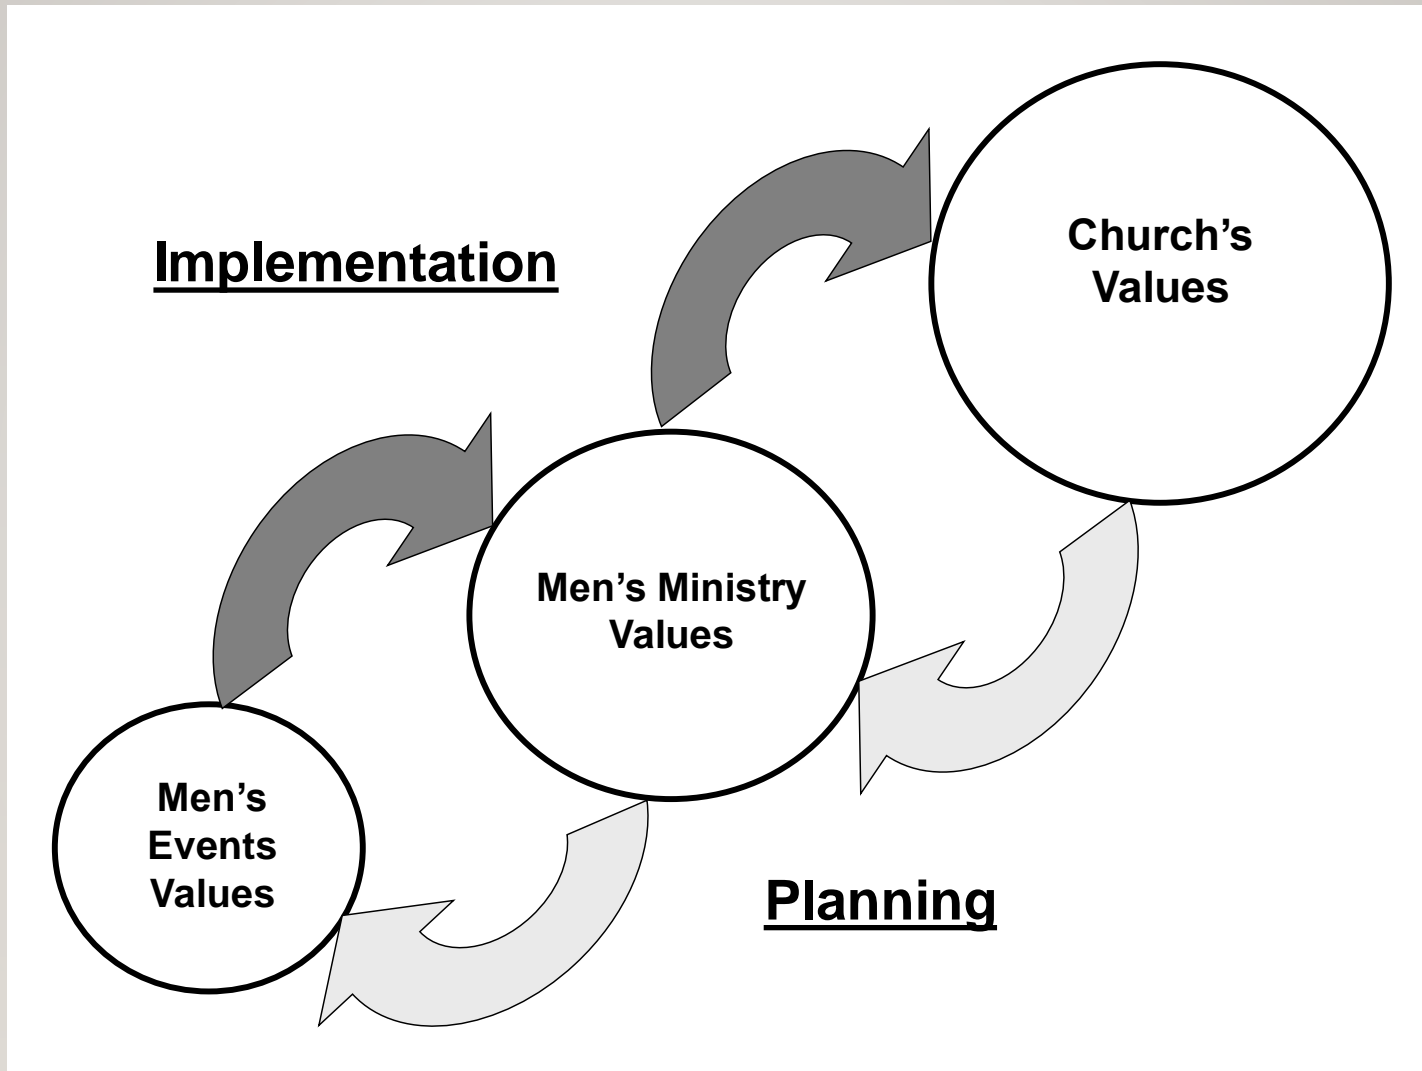 Church’s
Values
Implementation
Men’s Ministry
Values
Men’s
Events
Values
Planning